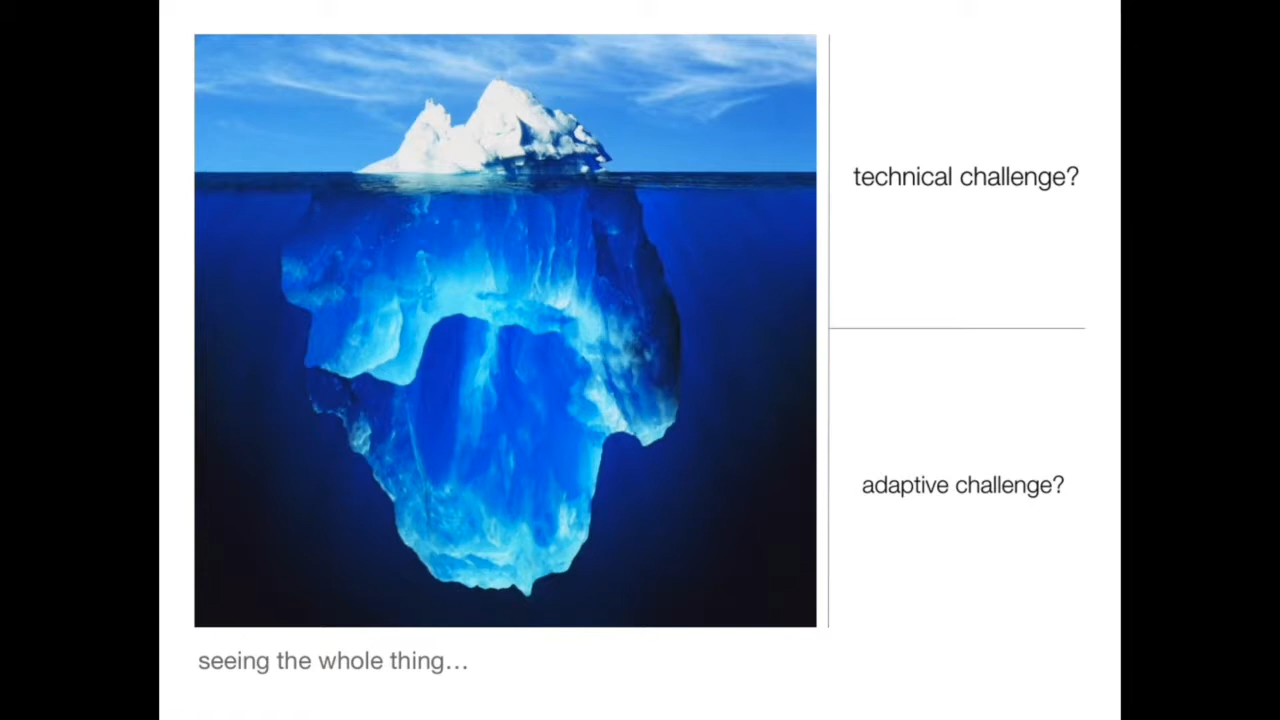 technical challenge?
adaptive challenge?
seeing the whole thing…